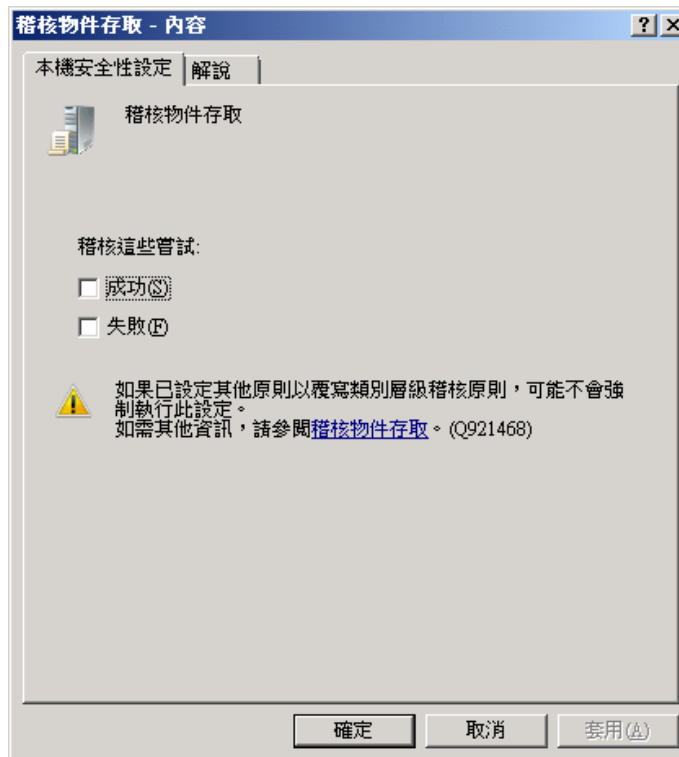 稽核物件存取 - 內容
本機安全性設定
解說
稽核物件存取
稽核這些嘗試:
成功(S)
失敗(F)
如果已設定其他原則以覆寫類別層級稽核原則，可能不會強
制執行此設定。
如需其他資訊，請參閱稽核物件存取。(Q921468)
確定
取消
套用(A)